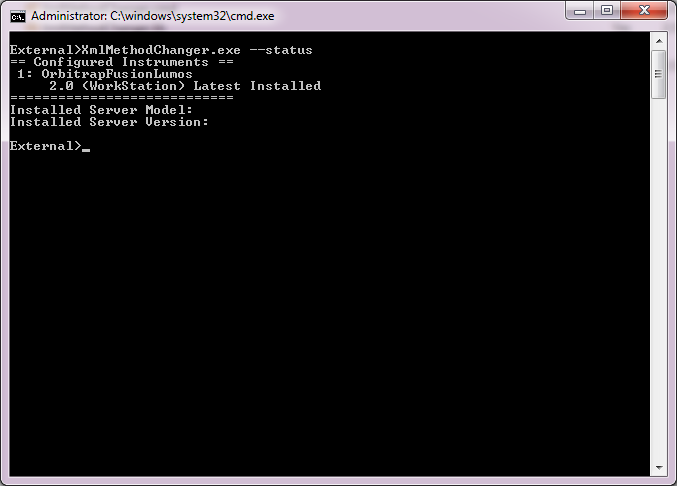 Administrator: C:\windows\system32\cmd.exe
External>XmlMethodChanger.exe --status
== Configured Instruments ==
 1: OrbitrapFusionLumos
     2.0 (WorkStation) Latest Installed
============================
Installed Server Model:
Installed Server Version:
External>_